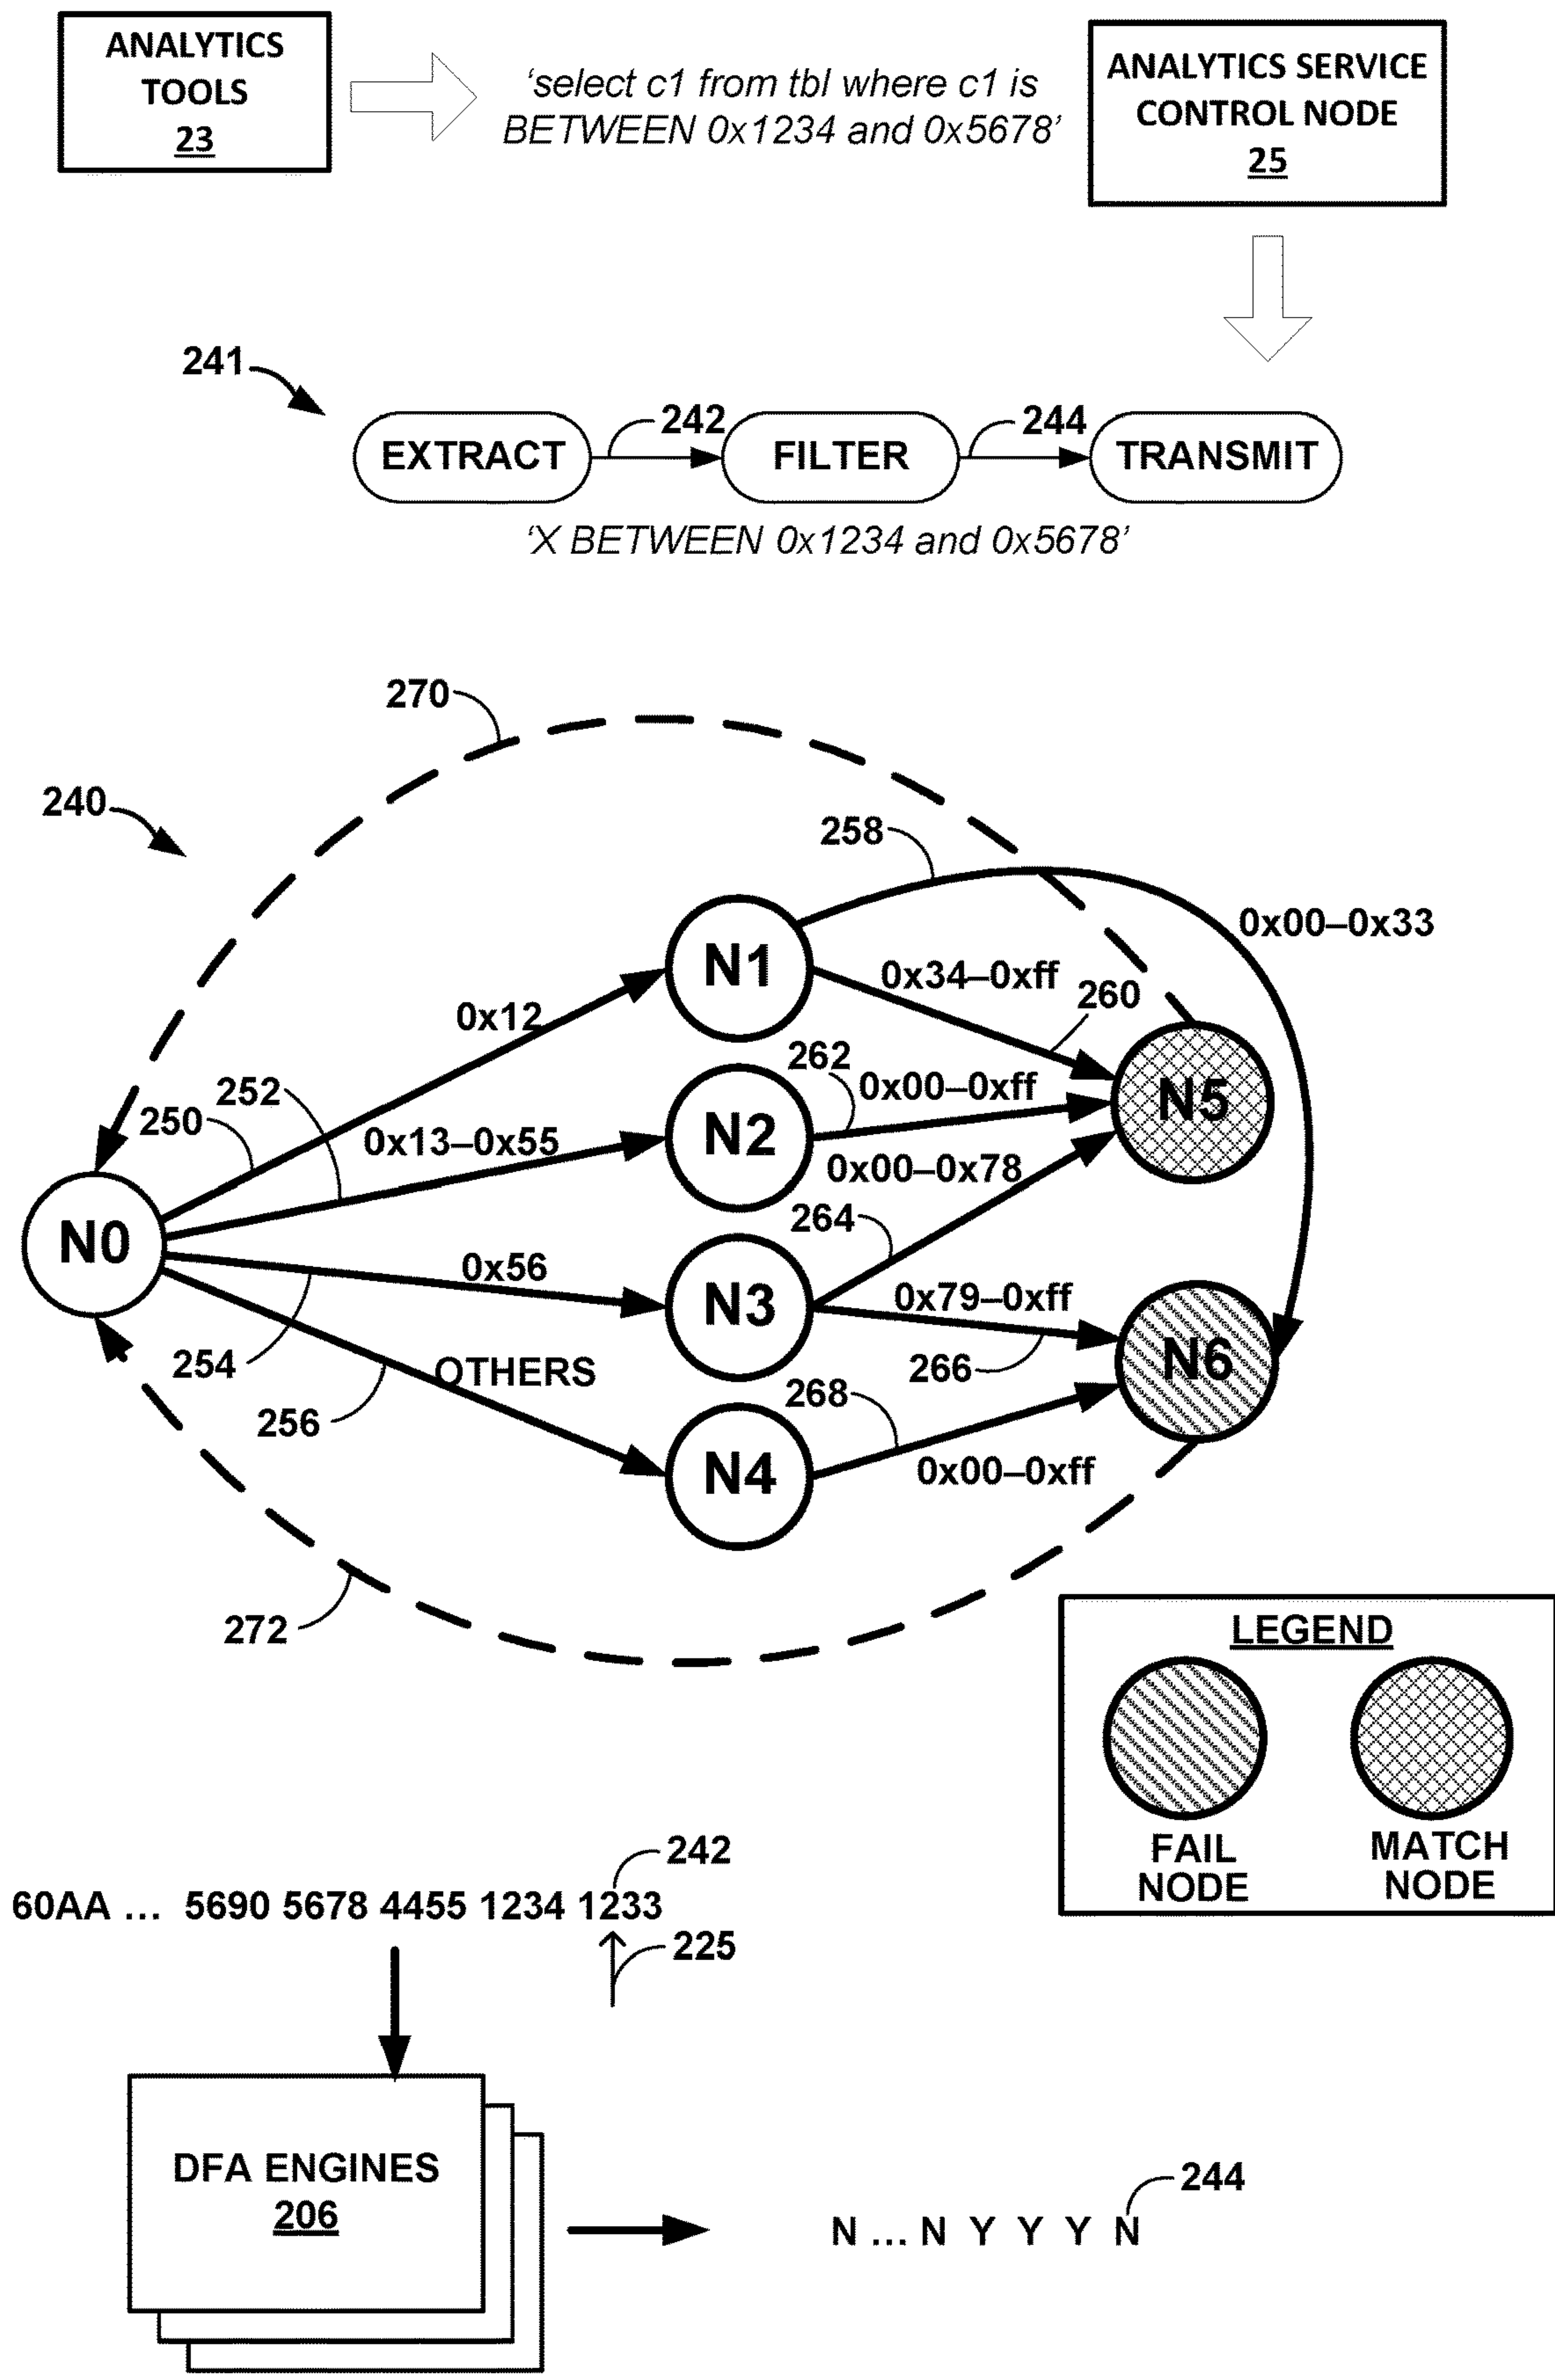 ANALYTICS
TOOLS
23
'select c1 from tbl where c1 is
BETWEEN 0x1234 and 0x5678'
ANALYTICS SERVICE
CONTROL NODE
25
241
EXTRACT
242
FILTER
244
TRANSMIT
'X BETWEEN 0x1234 and 0x5678'
270
240
258
0x00–0x33
N1
0x34–0xff
260
0x12
262
0x00–0xff
N5
252
250
0x13–0x55
N2
0x00–0x78
264
N0
0x56
N3
0x79–0xff
N6
254
OTHERS
266
256
268
N4
0x00–0xff
272
LEGEND
FAIL
NODE
MATCH
NODE
242
60AA ... 5690 5678 4455 1234 1233
225
DFA ENGINES
206
244
N ... N Y Y Y N